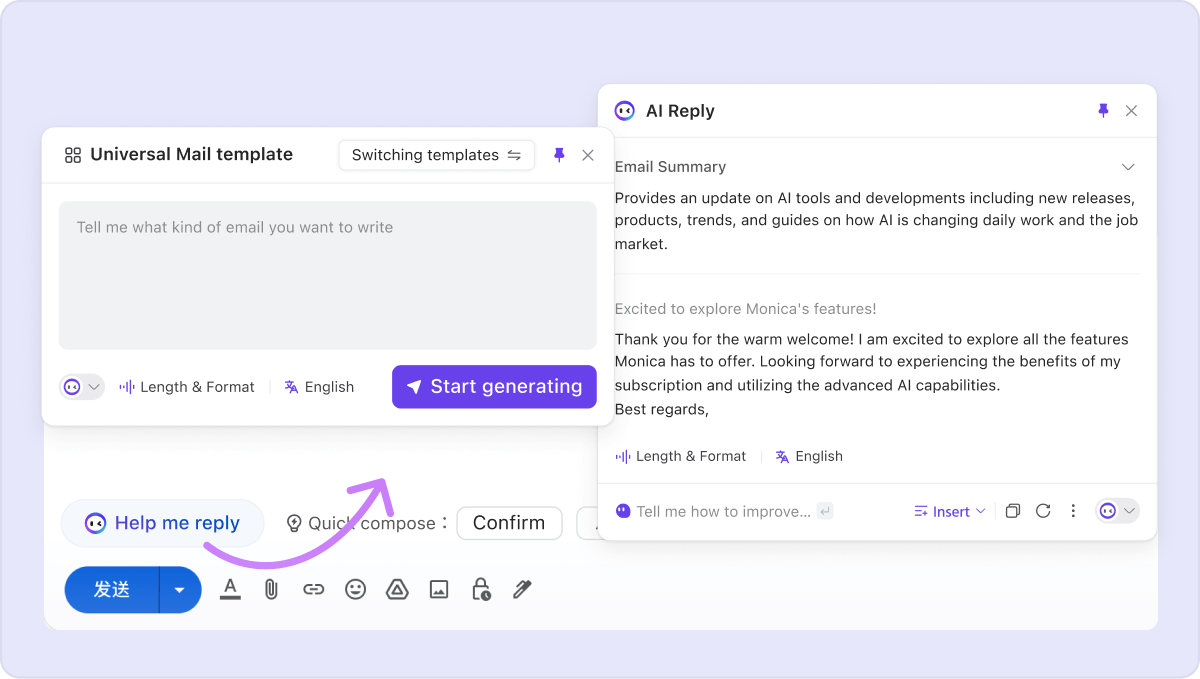 Universal Mail template
Switching templates
Tell me what kind of email you want to write
Length & Format
English
Start generating
AI Reply
Email Summary
Provides an update on AI tools and developments including new releases,
products, trends, and guides on how AI is changing daily work and the job
market.
Excited to explore Monica's features!
Thank you for the warm welcome! I am excited to explore all the features
Monica has to offer. Looking forward to experiencing the benefits of my
subscription and utilizing the advanced AI capabilities.
Best regards,
Length & Format
English
Tell me how to improve...
Insert
Help me reply
Quick compose :
Confirm
发送